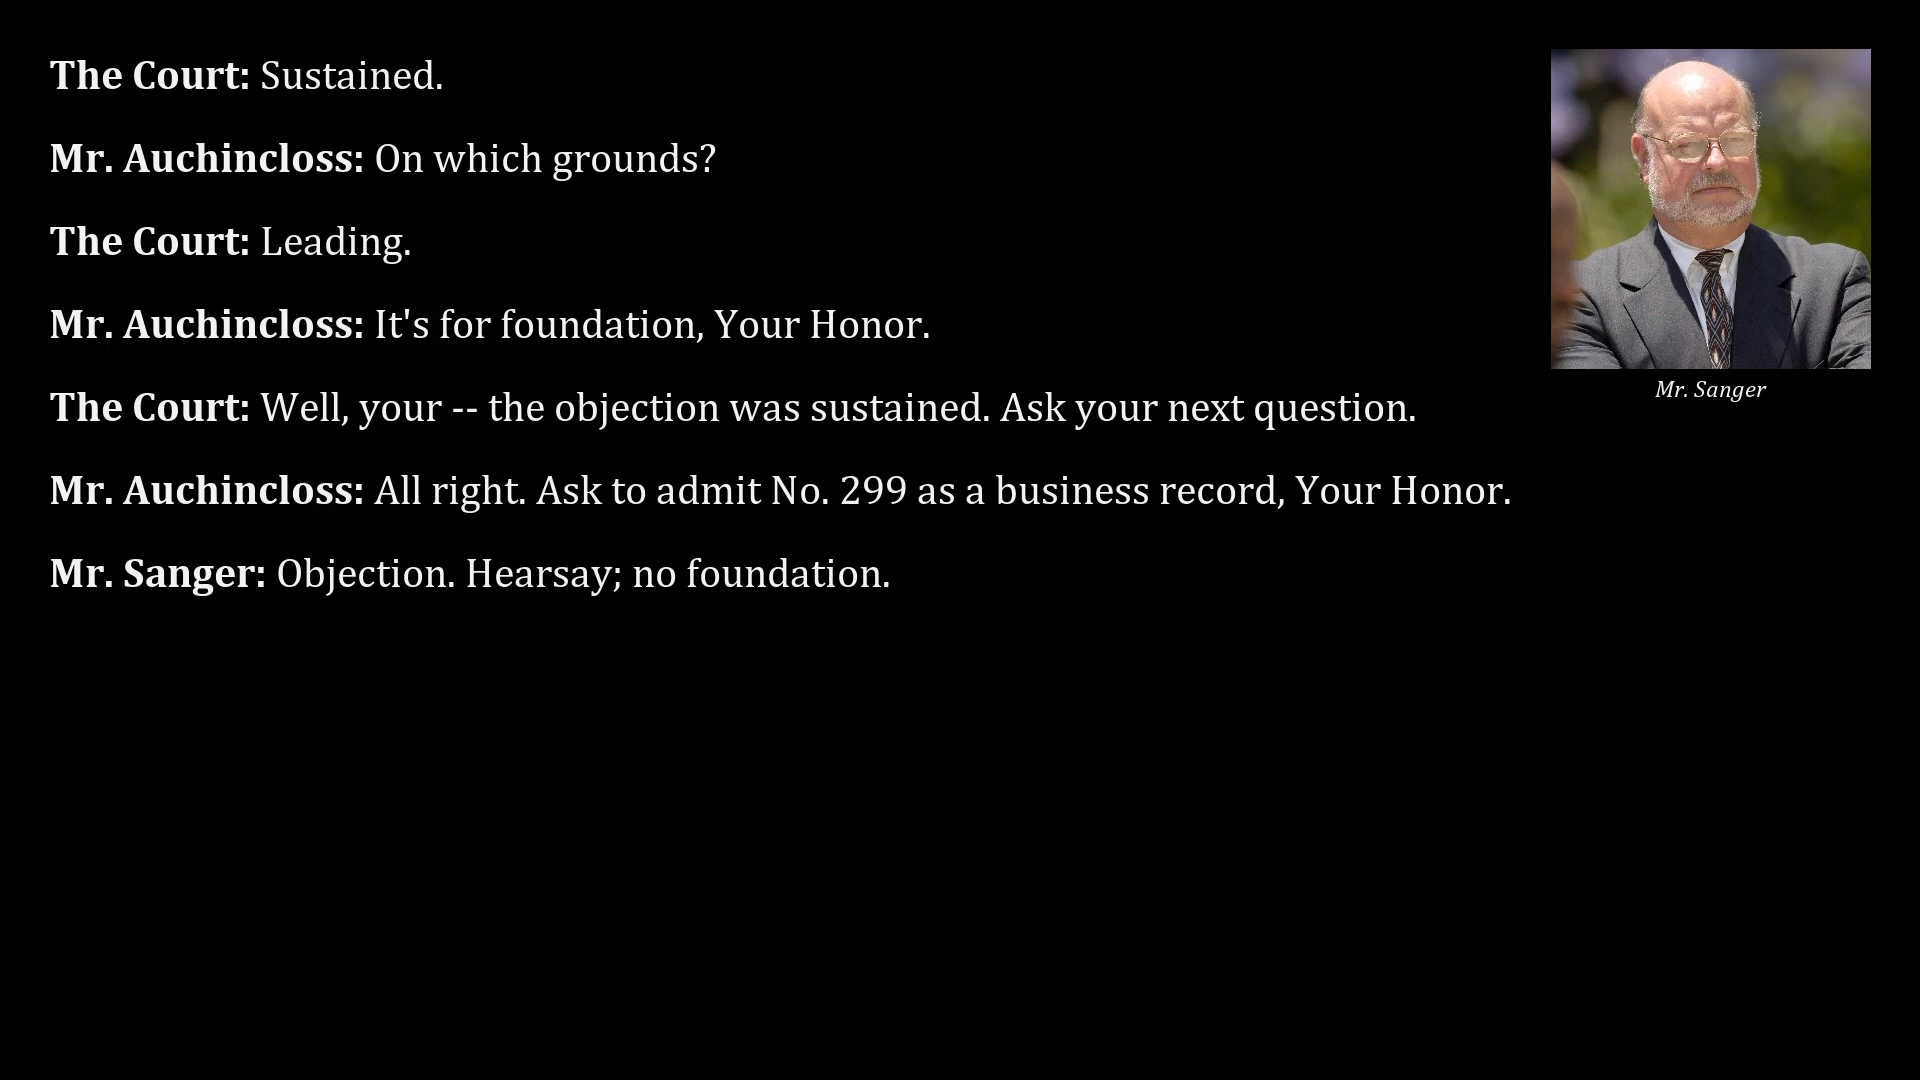 The Court: Sustained.
Mr. Auchincloss: On which grounds?
The Court: Leading.
Mr. Auchincloss: It's for foundation, Your Honor.
The Court: Well, your -- the objection was sustained. Ask your next question.
Mr. Auchincloss: All right. Ask to admit No. 299 as a business record, Your Honor.
Mr. Sanger: Objection. Hearsay; no foundation.
Mr. Sanger